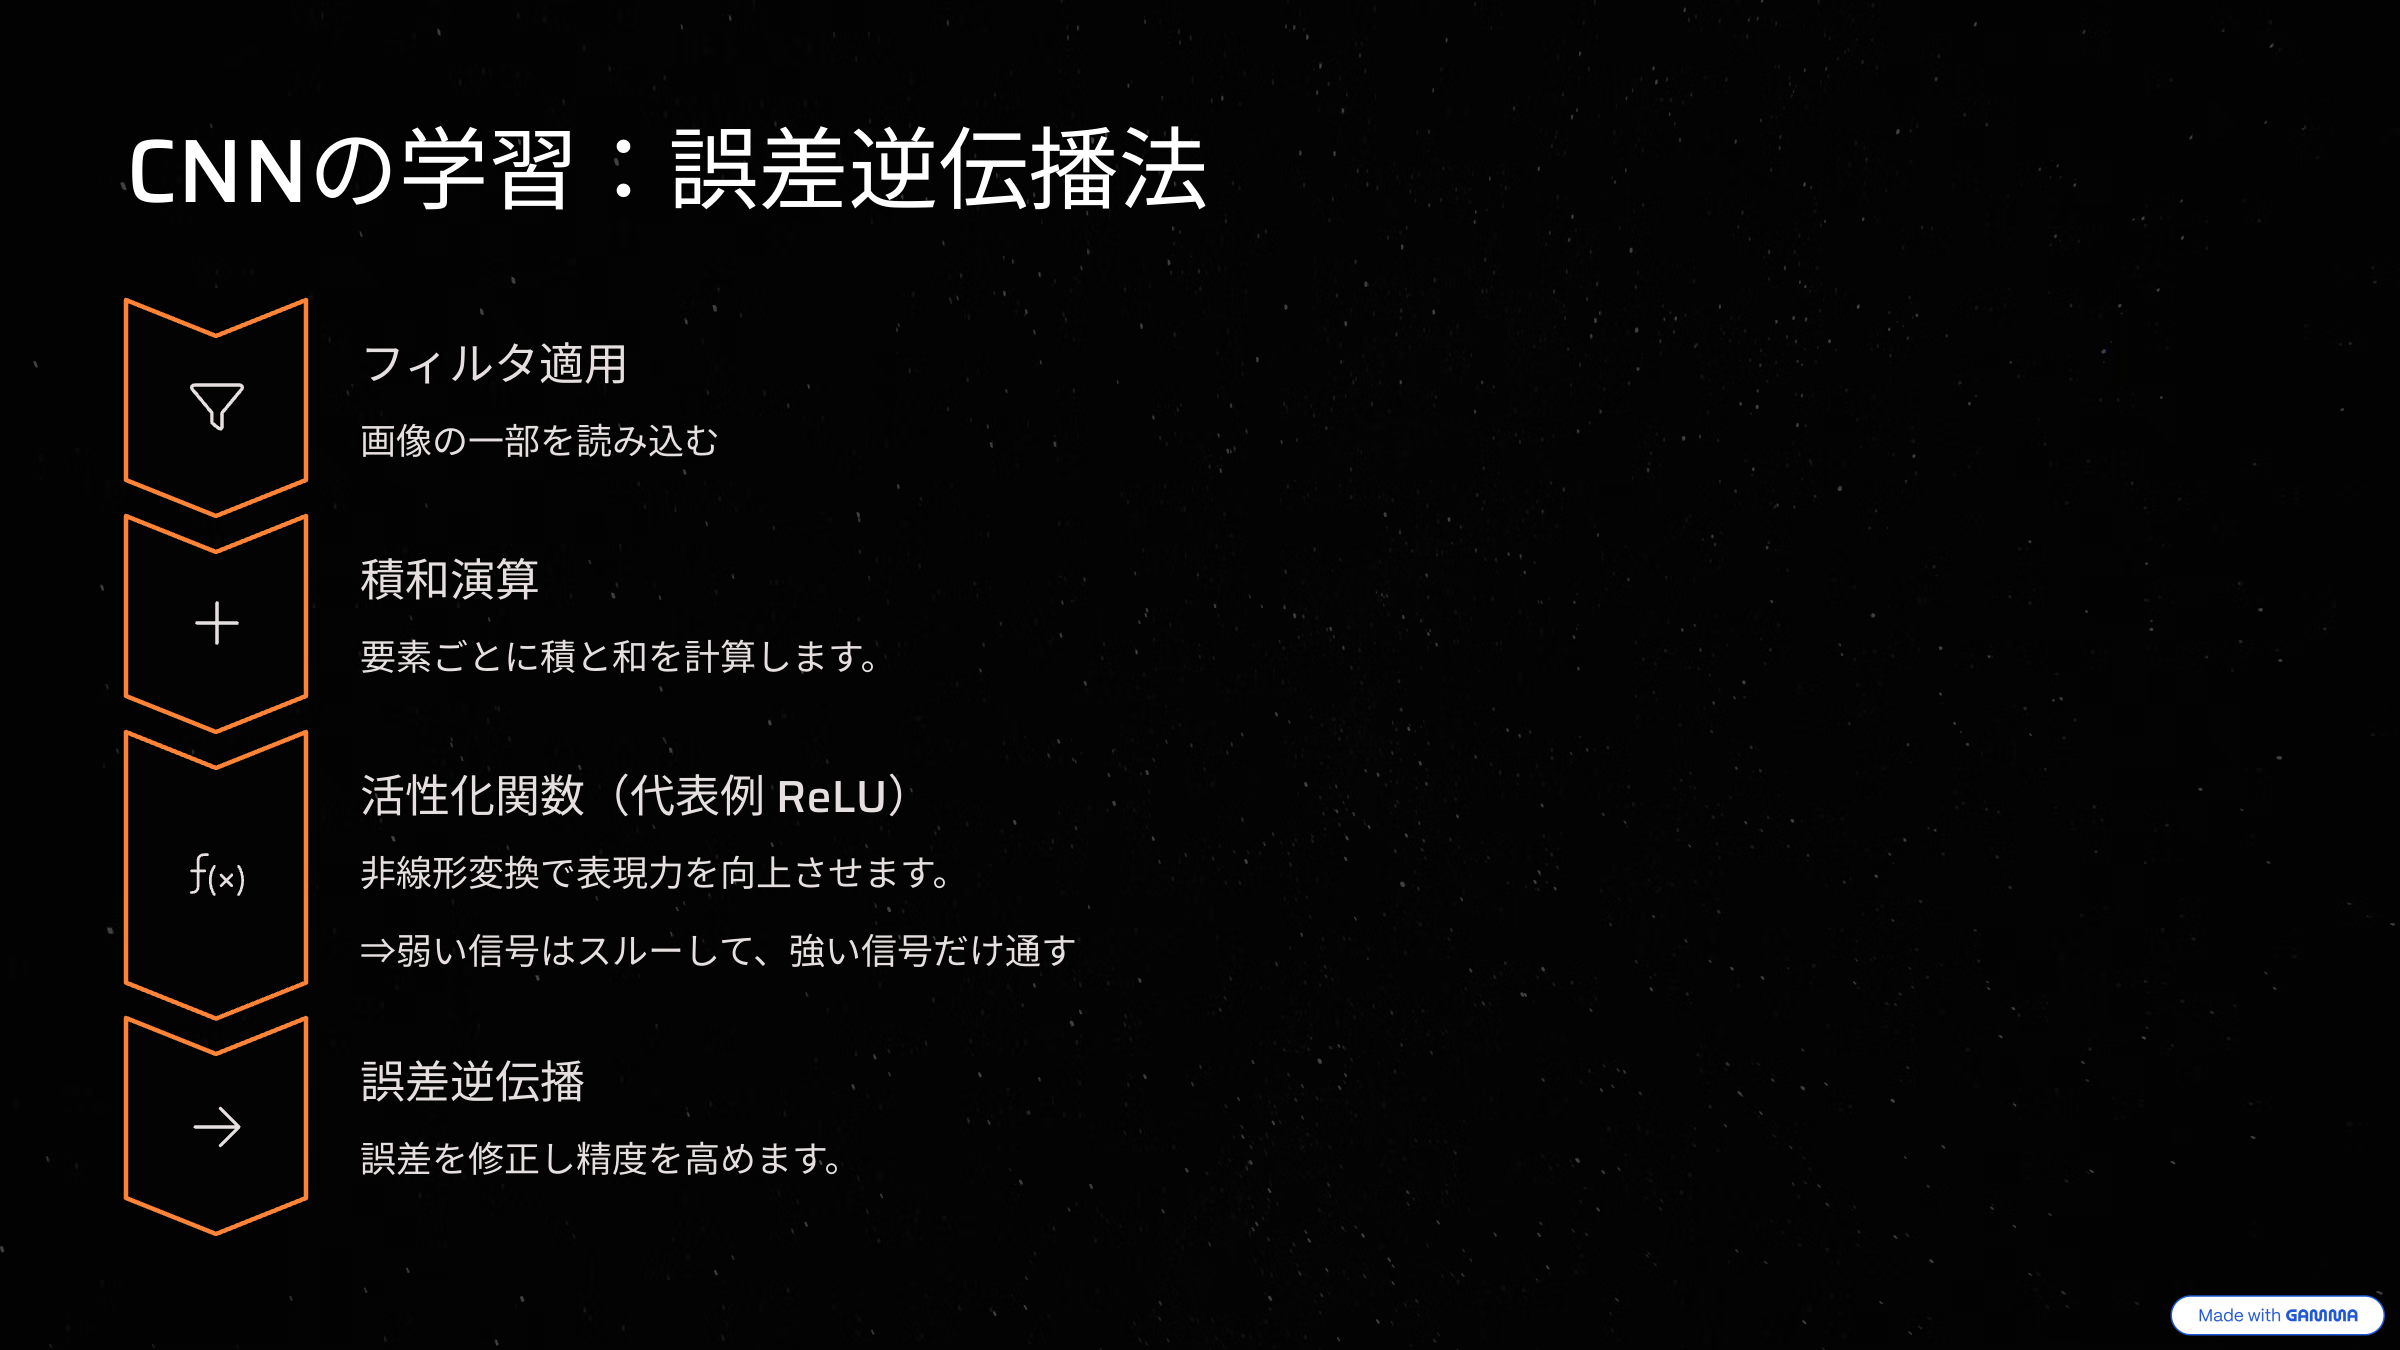 CNNの学習：誤差逆伝播法
フィルタ適用
画像の一部を読み込む
積和演算
要素ごとに積と和を計算します。
活性化関数（代表例 ReLU）
非線形変換で表現力を向上させます。
⇒弱い信号はスルーして、強い信号だけ通す
f(x)
誤差逆伝播
誤差を修正し精度を高めます。
Made with GAMMA